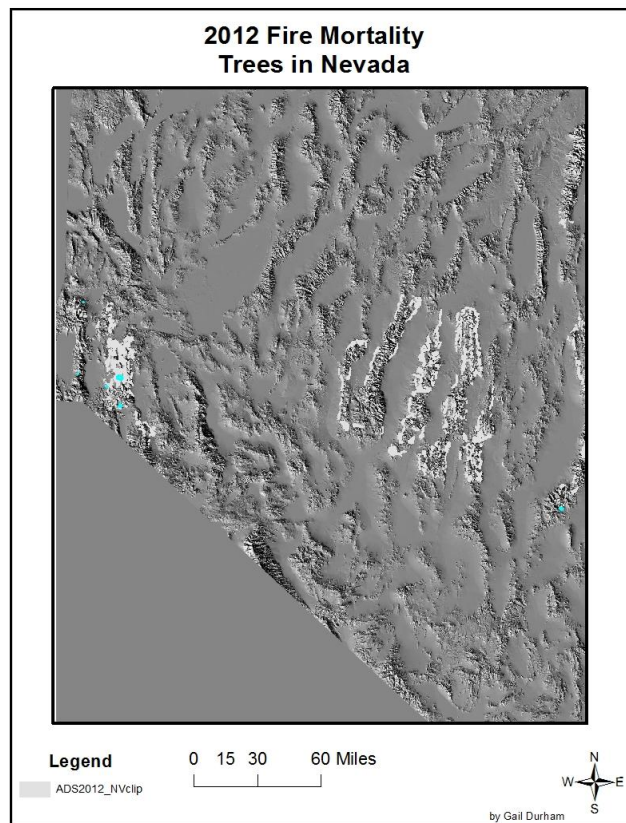 2012 Fire Mortality
Trees in Nevada
Legend
ADS2012_NVclip
0 15 30 60 Miles
N
W E
S
by Gail Durham